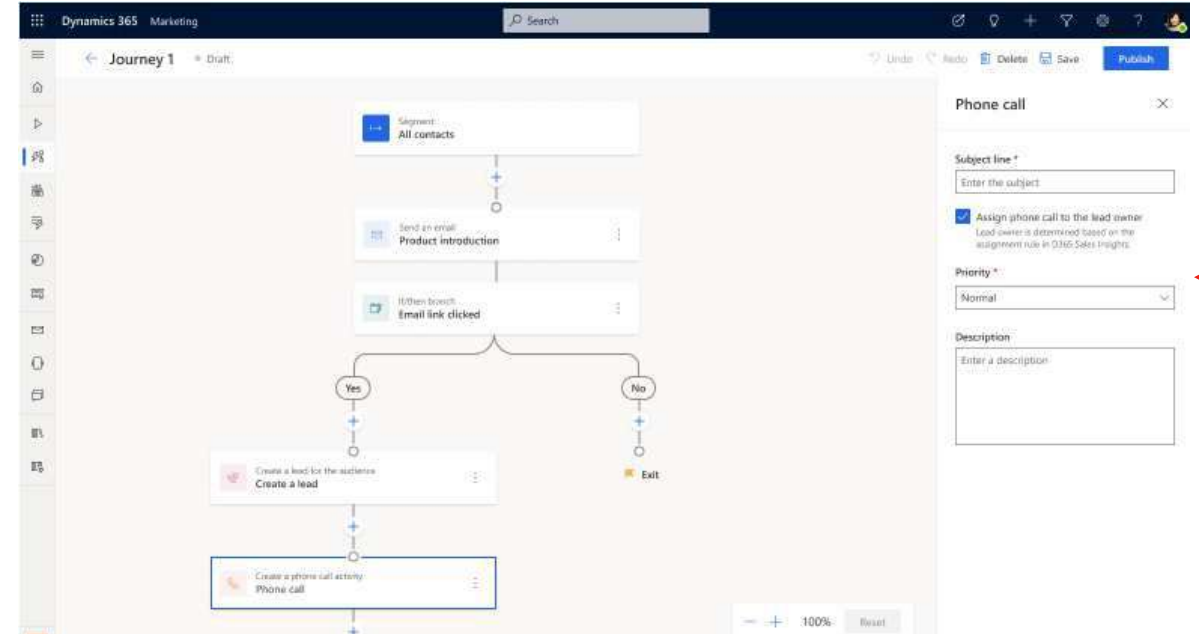 Dynamics 365 Marketing
Search
?
Journey 1
Draft
Undo
Redo
Delete
Save
Publish
Segment
All contacts
Send an email
Product introduction
If/then branch
Email link clicked
Yes
No
Exit
Create a lead for the audience
Create a lead
Create a phone call activity
Phone call
100%
Reset
Phone call
Subject line *
Enter the subject
Assign phone call to the lead owner
Lead owner is determined based on the
assignment rule in D365 Sales Insights.
Priority *
Normal
Description
Enter a description